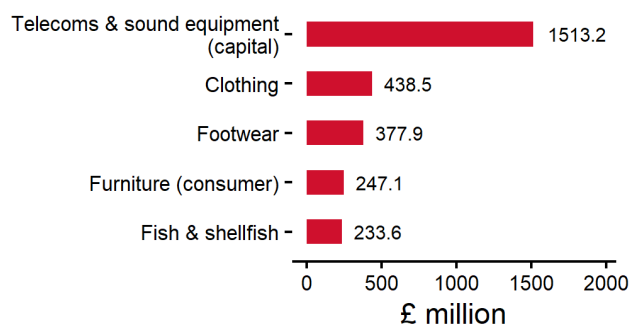 Telecoms & sound equipment
(capital)
1513.2
Clothing
438.5
Footwear
377.9
Furniture (consumer)
247.1
Fish & shellfish
233.6
0 500 1000 1500 2000
£ million